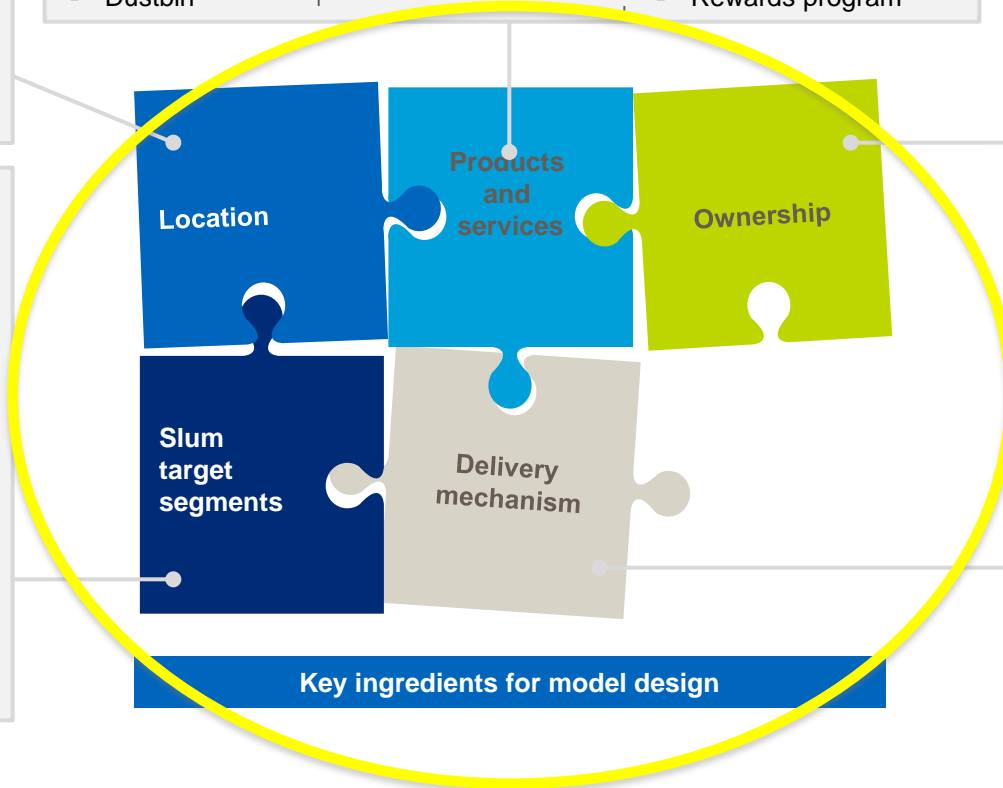 Dustbin
Rewards program
Products
and
services
Location
Ownership
Slum
target
segments
Delivery
mechanism
Key ingredients for model design